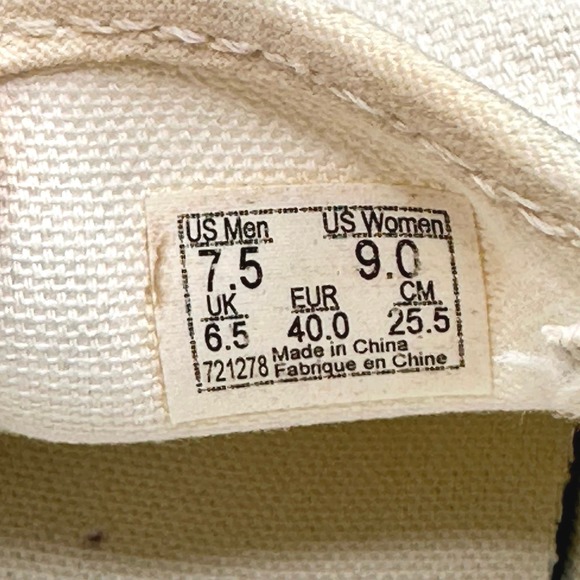 US Men US Women
7.5 9.0
UK EUR CM
6.5 40.0 25.5
721278 Made in China
Fabrique en Chine